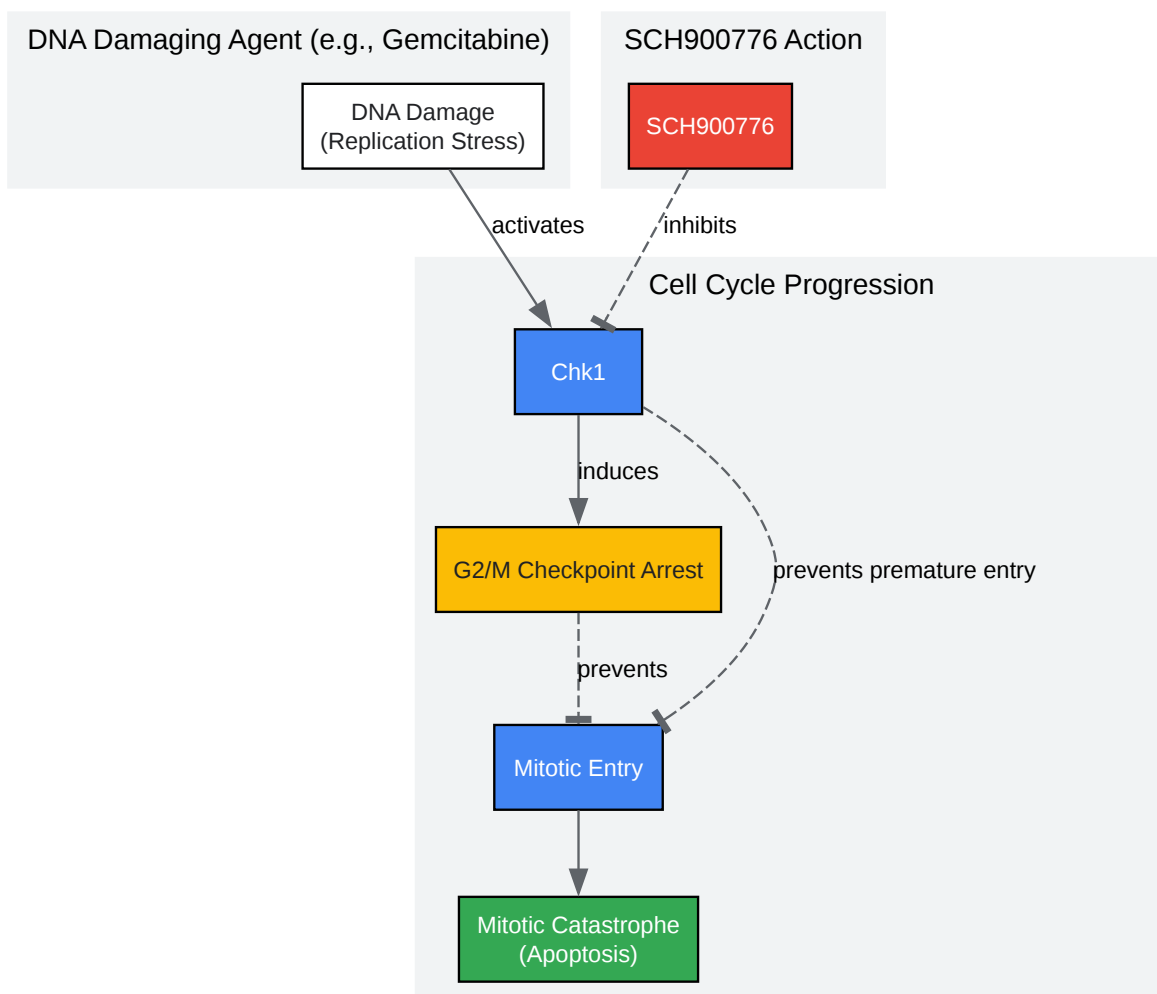 DNA Damaging Agent (e.g., Gemcitabine)
SCH900776 Action
DNA Damage
(Replication Stress)
SCH900776
activates
inhibits
Cell Cycle Progression
Chk1
induces
G2/M Checkpoint Arrest
prevents premature entry
prevents
Mitotic Entry
Mitotic Catastrophe
(Apoptosis)